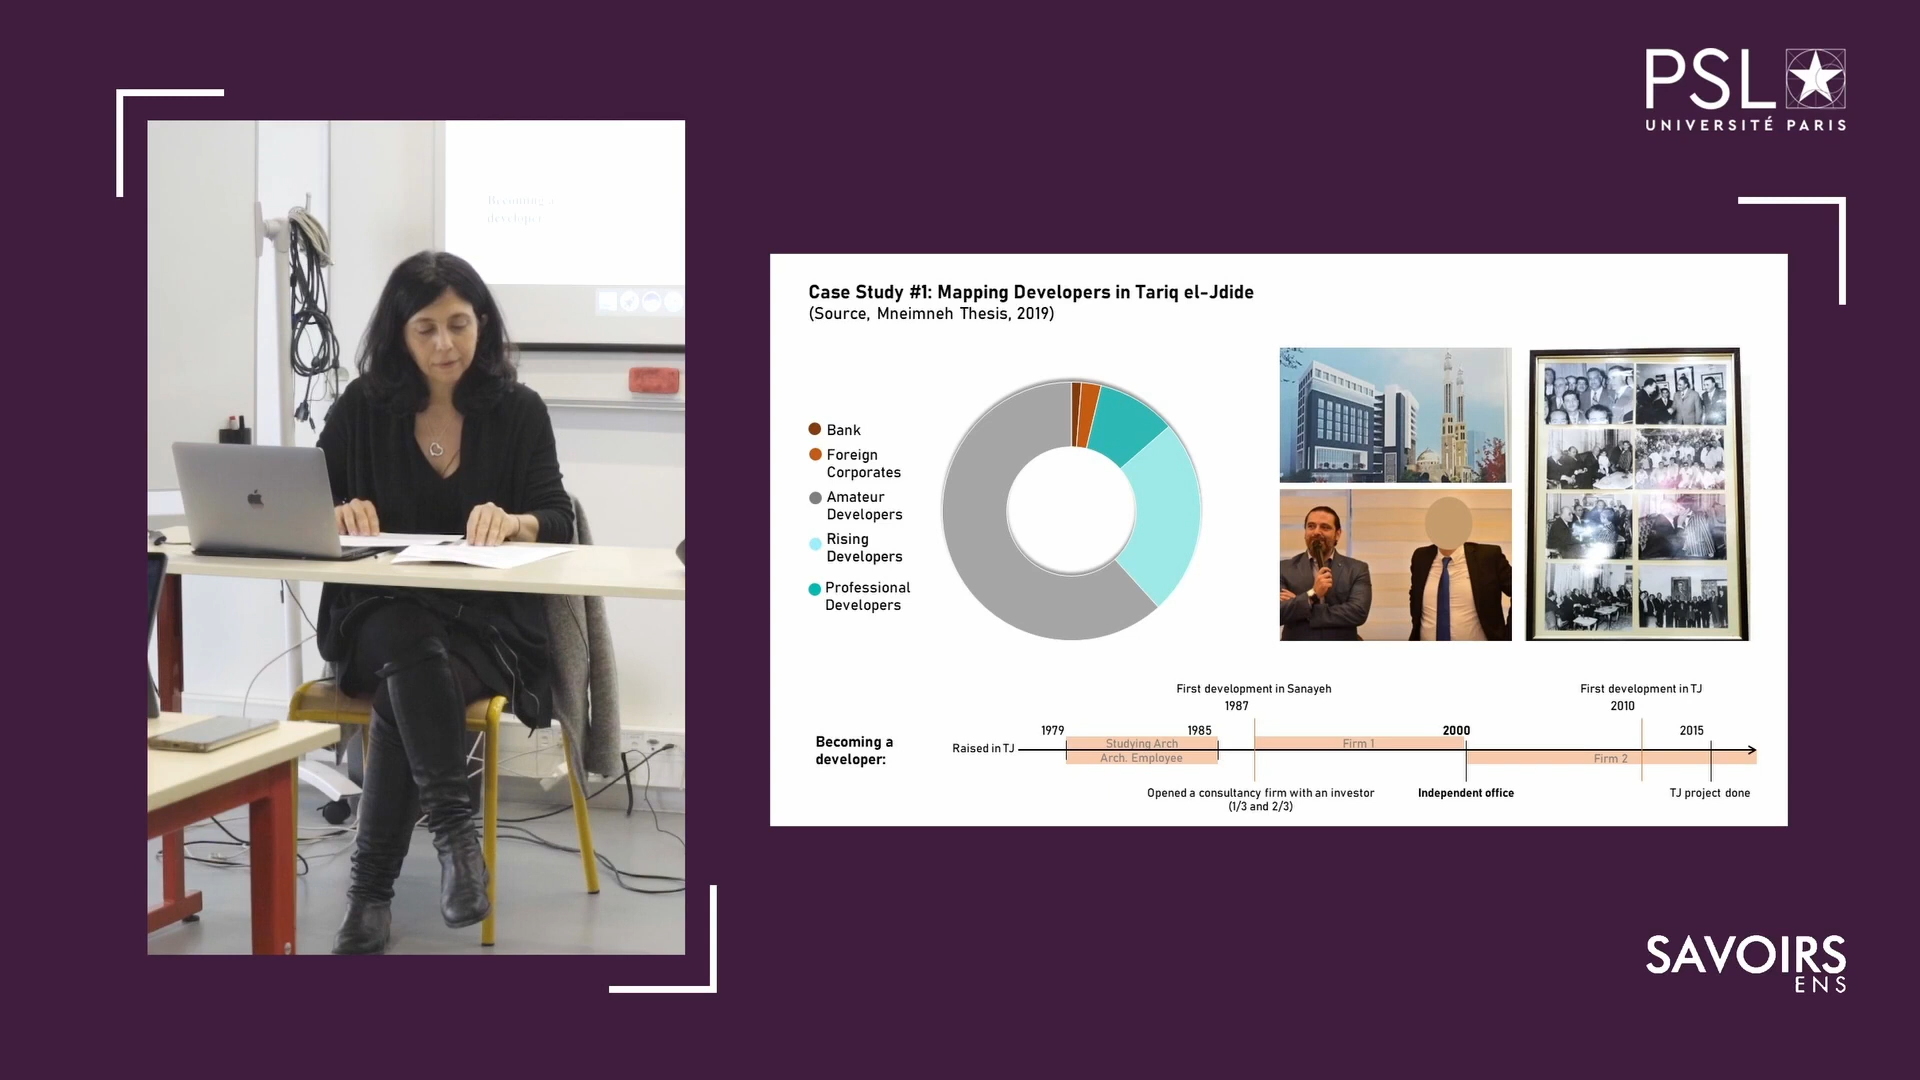 PSL
UNIVERSITÉ PARIS
Becoming a
developer
Case Study #1: Mapping Developers in Tariq el-Jdide
(Source, Mneimneh Thesis, 2019)
Bank
Foreign
Corporates
Amateur
Developers
Rising
Developers
Professional
Developers
First development in Sanayeh
1987
First development in TJ
2010
1979
1985
2000
2015
Becoming a
developer:
Raised in TJ
Studying Arch
Arch. Employee
Firm 1
Firm 2
Opened a consultancy firm with an investor
(1/3 and 2/3)
Independent office
TJ project done
SAVOIRS
ENS